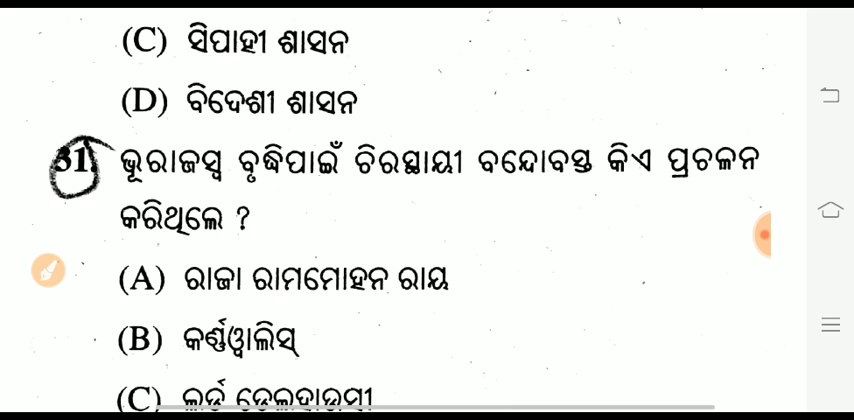 (C) ସିପାହୀ ଶାସନ
(D) ବିଦେଶୀ ଶାସନ
31. ଭୂରାଜସ୍ୱ ବୃଦ୍ଧିପାଇଁ ଚିରସ୍ଥାୟୀ ବନ୍ଦୋବସ୍ତ କିଏ ପ୍ରଚଳନ
କରିଥିଲେ ?
(A) ରାଜା ରାମମୋହନ ରାୟ
(B) କର୍ଣ୍ଣୱାଲିସ୍
(C) ଲର୍ଡ ଡେଲହାଉସୀ